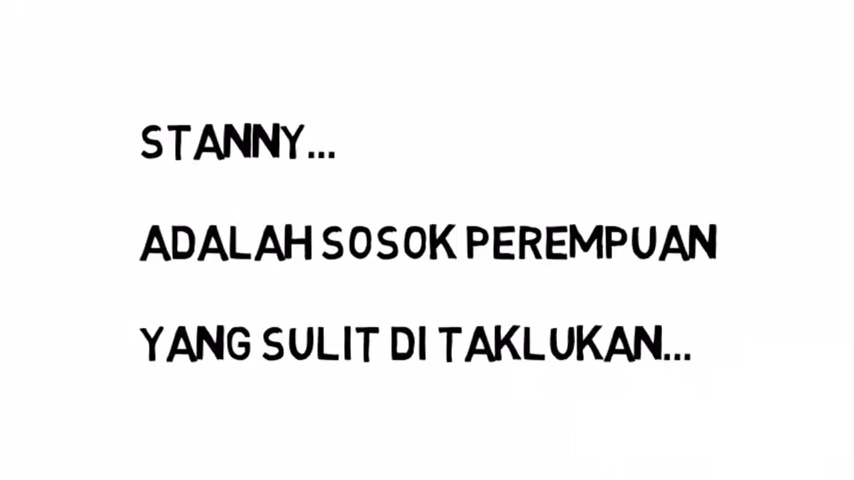 STANNY...
ADALAH SOSOK PEREMPUAN
YANG SULIT DI TAKLUKAN...